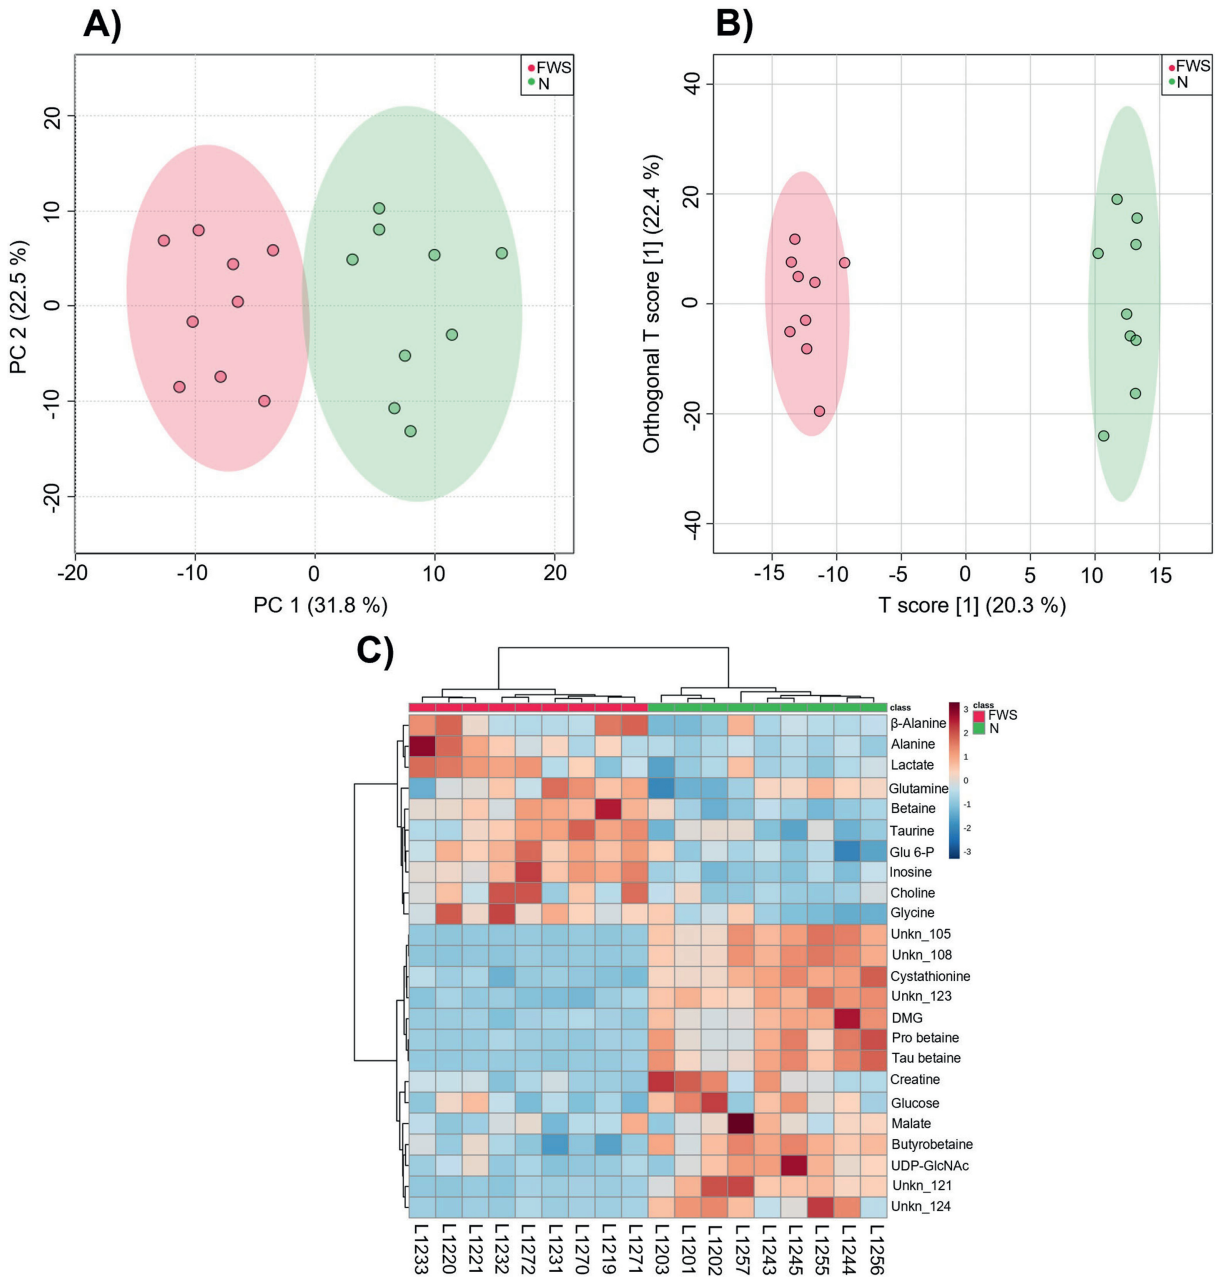 A)
FWS
N
20
10
0
-10
-20
PC 2 (22.5 %)
-20 -10 0 10 20
PC 1 (31.8 %)
B)
FWS
N
40
20
0
-20
-40
Orthogonal T score [1] (22.4 %)
-15 -10 -5 0 5 10 15
T score [1] (20.3 %)
C)
class
β-Alanine
Alanine
Lactate
Glutamine
Betaine
Taurine
Glu 6-P
Inosine
Choline
Glycine
Unkn_105
Unkn_108
Cystathionine
Unkn_123
DMG
Pro betaine
Tau betaine
Creatine
Glucose
Malate
Butyrobetaine
UDP-GlcNAc
Unkn_121
Unkn_124
3
2
1
0
-1
-2
-3
class
FWS
N
L1233 L1220 L1221 L1232 L1272 L1231 L1270 L1219 L1271 L1203 L1201 L1202 L1257 L1243 L1245 L1255 L1244 L1256